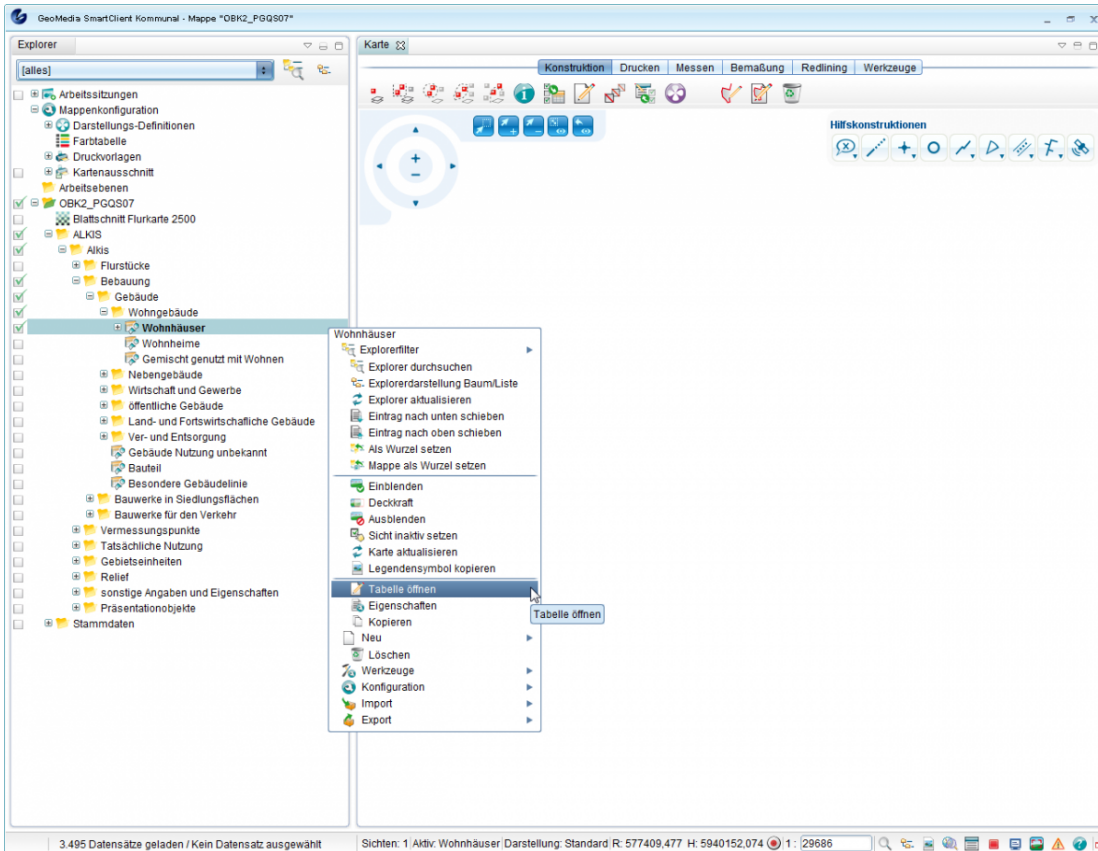 GeoMedia SmartClient Kommunal - Mappe "OBK2_PGQS07"
Explorer
[alles]
Arbeitssitzungen
Mappenkonfiguration
Darstellungs-Definitionen
Farbtabelle
Druckvorlagen
Kartenausschnitt
Arbeitsebenen
OBK2_PGQS07
Blattschnitt Flurkarte 2500
ALKIS
Alkis
Flurstücke
Bebauung
Gebäude
Wohngebäude
Wohnhäuser
Wohnheime
Gemischt genutzt mit Wohnen
Nebengebäude
Wirtschaft und Gewerbe
öffentliche Gebäude
Land- und Fortswirtschafliche Gebäude
Ver- und Entsorgung
Gebäude Nutzung unbekannt
Bauteil
Besondere Gebäudelinie
Bauwerke in Siedlungsflächen
Bauwerke für den Verkehr
Vermessungspunkte
Tatsächliche Nutzung
Gebietseinheiten
Relief
sonstige Angaben und Eigenschaften
Präsentationobjekte
Stammdaten
Karte
Konstruktion Drucken Messen Bemaßung Redlining Werkzeuge
Hilfskonstruktionen
Wohnhäuser
Explorerfilter
Explorer durchsuchen
Explorerdarstellung Baum/Liste
Explorer aktualisieren
Eintrag nach unten schieben
Eintrag nach oben schieben
Als Wurzel setzen
Mappe als Wurzel setzen
Einblenden
Deckkraft
Ausblenden
Sicht inaktiv setzen
Karte aktualisieren
Legendensymbol kopieren
Tabelle öffnen
Eigenschaften
Kopieren
Neu
Löschen
Werkzeuge
Konfiguration
Import
Export
Tabelle öffnen
3.495 Datensätze geladen / Kein Datensatz ausgewählt
Sichten: 1 Aktiv: Wohnhäuser Darstellung: Standard R: 577409,477 H: 5940152,074 1 : 29686